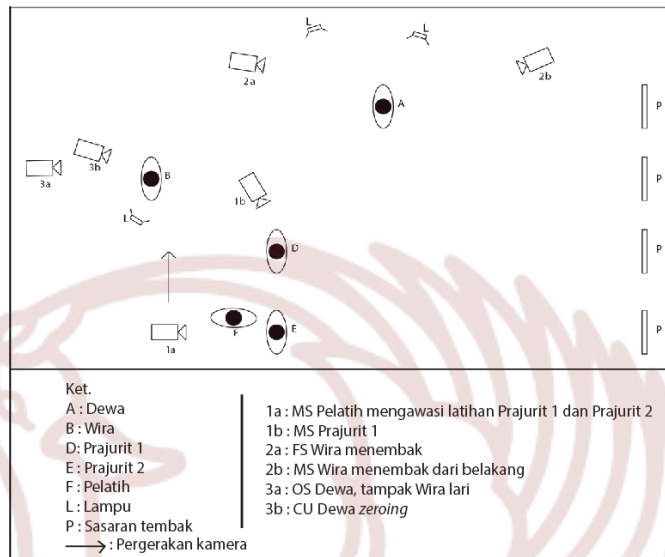 L
L
2a
2b
A
P
3a
3b
B
1b
P
L
D
P
1a
F
E
P
Ket.
A : Dewa
B : Wira
D: Prajurit 1
E : Prajurit 2
F : Pelatih
L : Lampu
P : Sasaran tembak
: Pergerakan kamera
1a : MS Pelatih mengawasi latihan Prajurit 1 dan Prajurit 2
1b : MS Prajurit 1
2a : FS Wira menembak
2b : MS Wira menembak dari belakang
3a : OS Dewa, tampak Wira lari
3b : CU Dewa zeroing